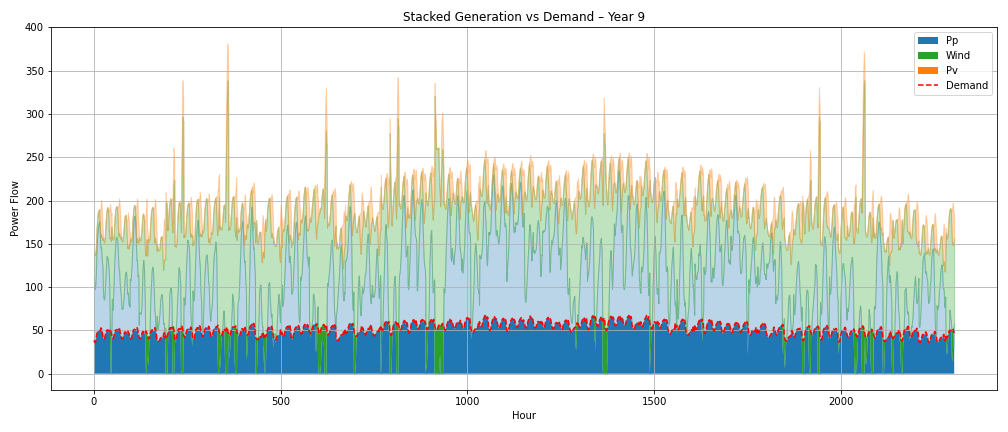 Stacked Generation vs Demand – Year 9
Power Flow
400
350
300
250
200
150
100
50
0
0 500 1000 1500 2000
Hour
Pp
Wind
Pv
Demand